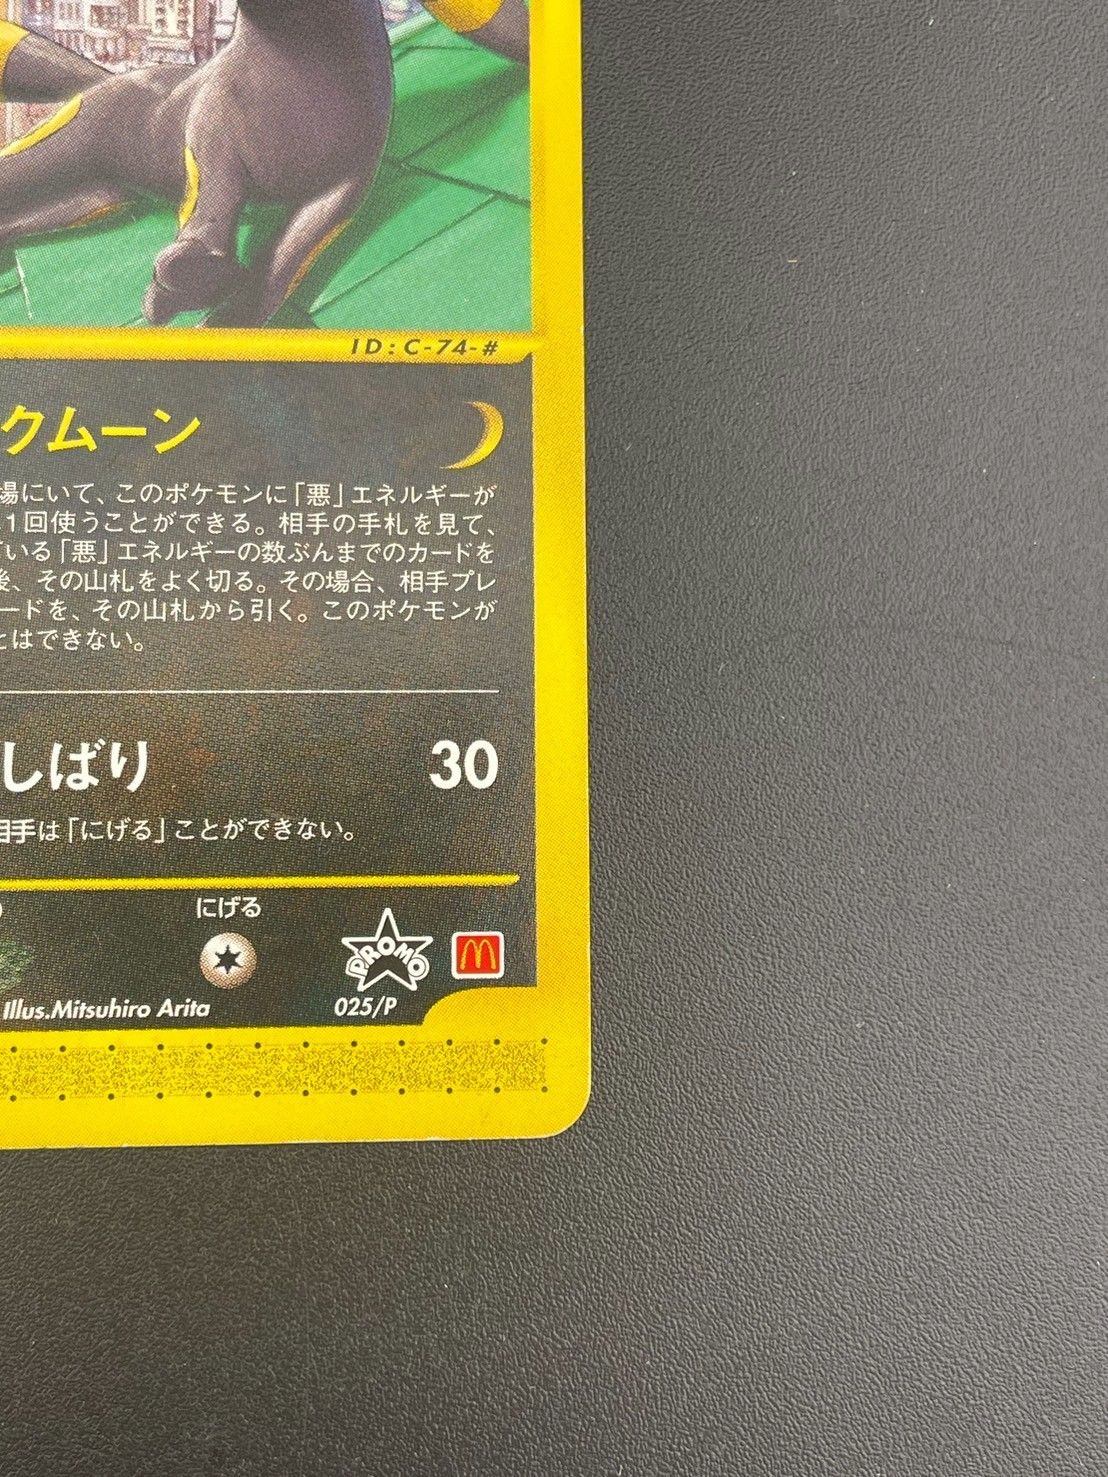 ID:C-74-#
クムーン
場にいて、このポケモンに「悪」エネルギーが
1回使うことができる。相手の手札を見て、
いる「悪」エネルギーの数ぶんまでのカードを
後、その山札をよく切る。その場合、相手プレ
ードを、その山札から引く。このポケモンが
とはできない。
しばり 30
相手は「にげる」ことができない。
にげる
PROMO
Illus.Mitsuhiro Arita 025/P